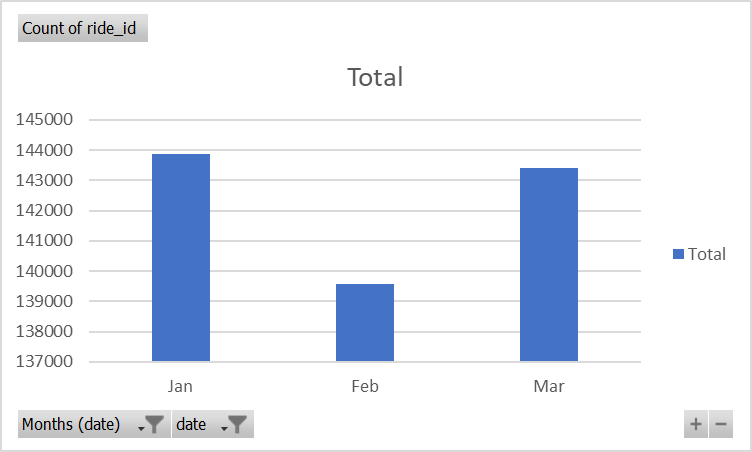 Count of ride_id
Total
145000
144000
143000
142000
141000
140000
139000
138000
137000
Jan Feb Mar
Total
Months (date) date